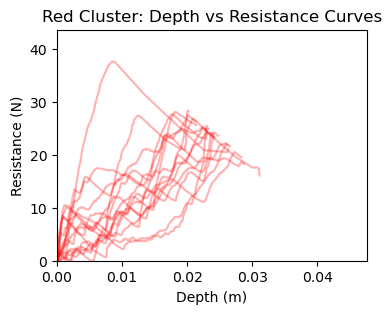 Red Cluster: Depth vs Resistance Curves
Resistance (N)
40
30
20
10
0
0.00 0.01 0.02 0.03 0.04
Depth (m)